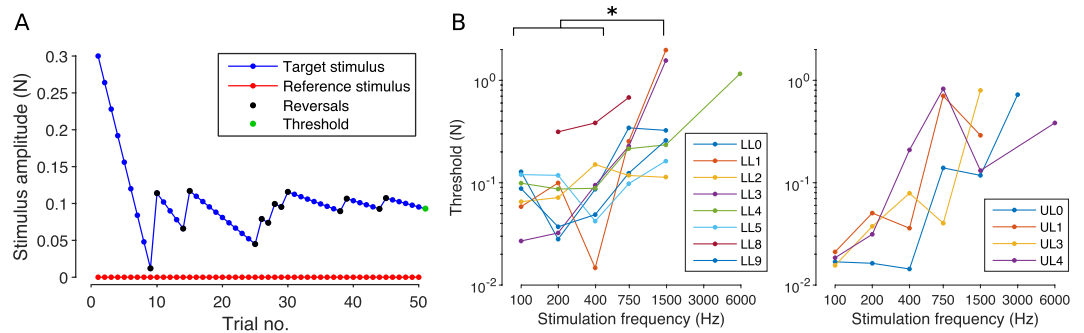 A
Stimulus amplitude (N)
0.3
0.25
0.2
0.15
0.1
0.05
0
0 10 20 30 40 50
Trial no.
Target stimulus
Reference stimulus
Reversals
Threshold
B
*
Threshold (N)
10^0
10^-1
10^-2
100 200 400 750 1500 3000 6000
Stimulation frequency (Hz)
LL0
LL1
LL2
LL3
LL4
LL5
LL8
LL9
10^0
10^-1
10^-2
100 200 400 750 1500 3000 6000
Stimulation frequency (Hz)
UL0
UL1
UL3
UL4